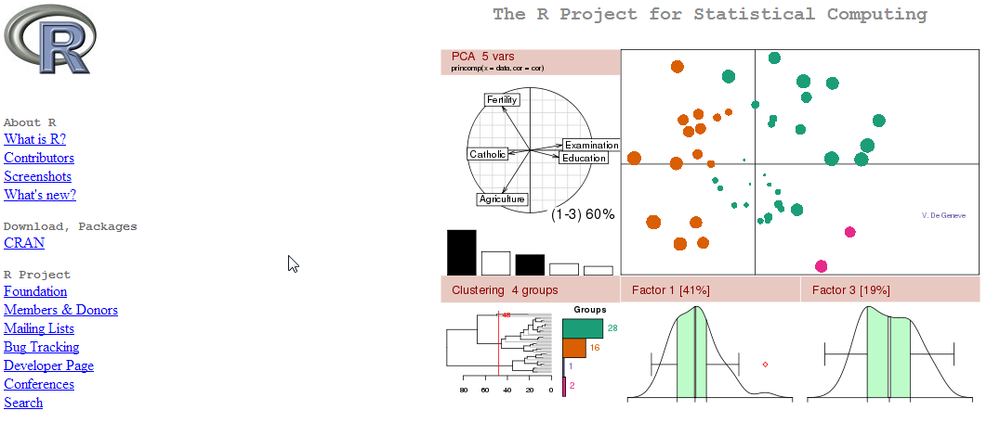 R
About R
What is R?
Contributors
Screenshots
What's new?
Download, Packages
CRAN
R Project
Foundation
Members & Donors
Mailing Lists
Bug Tracking
Developer Page
Conferences
Search
The R Project for Statistical Computing
PCA 5 vars
princomp(x = data, cor = cor)
Fertility
Catholic
Examination
Education
Agriculture
(1-3) 60%
V. De Geneve
Clustering 4 groups
Factor 1 [41%]
Factor 3 [19%]
48
Groups
28
16
1
2
80 60 40 20 0